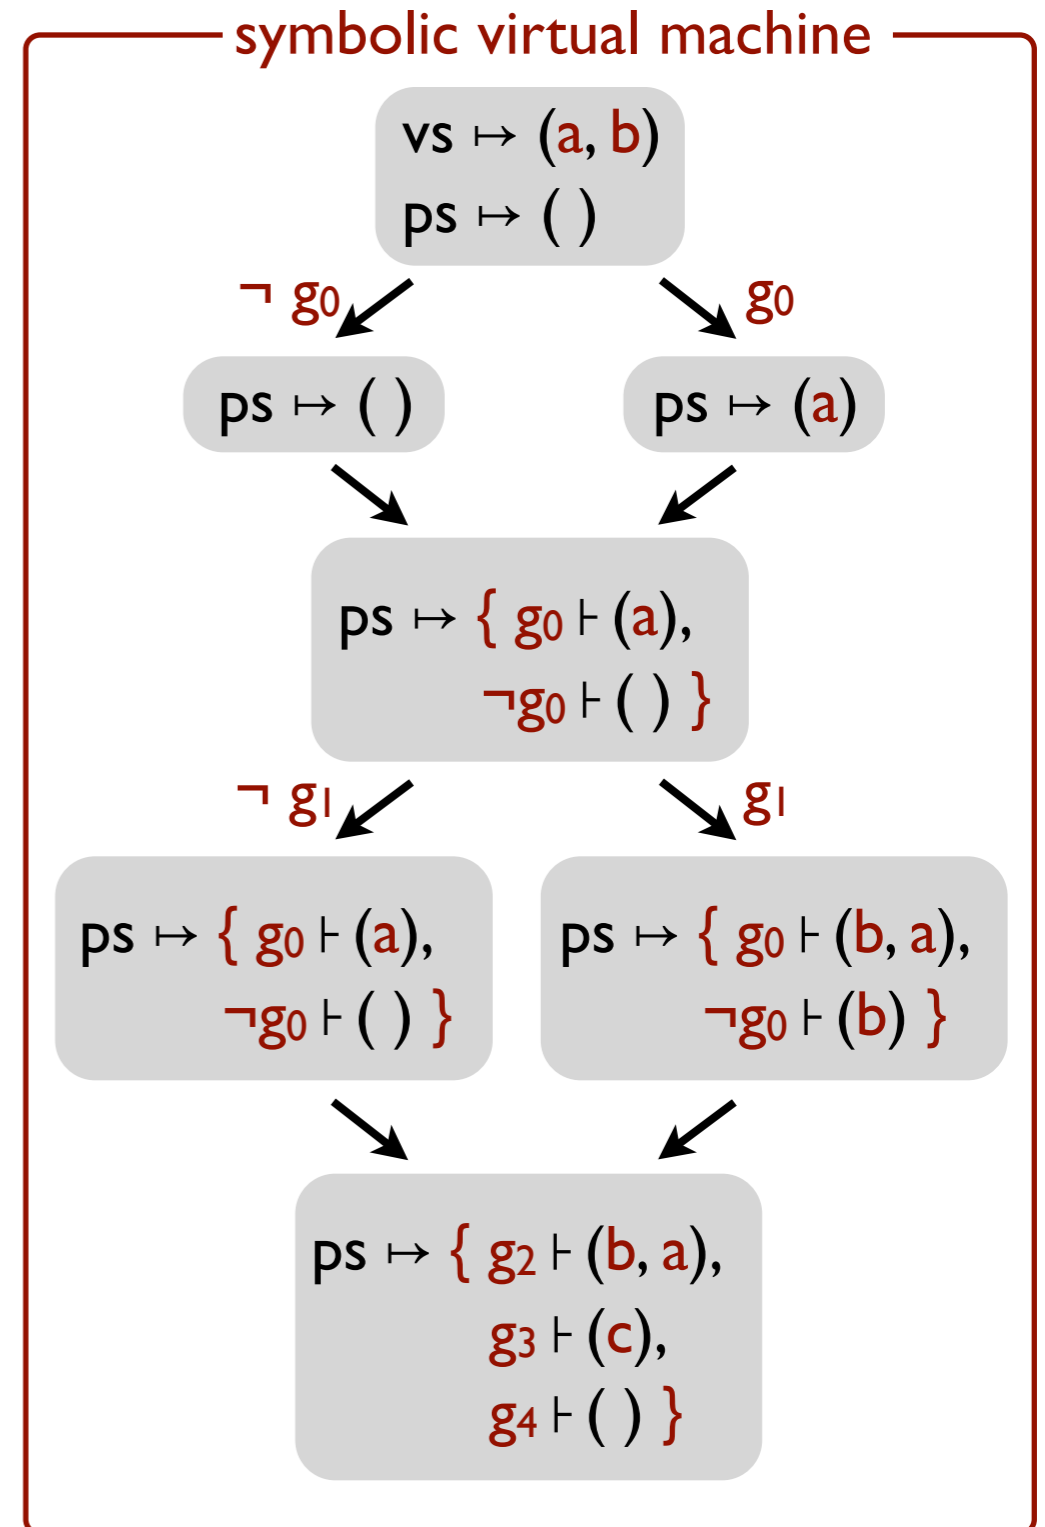 symbolic virtual machine
vs ↦ (a, b)
ps ↦ ( )
¬ g₀
g₀
ps ↦ ( )
ps ↦ (a)
ps ↦ { g₀ ⊦ (a),
¬g₀ ⊦ ( ) }
¬ g₁
g₁
ps ↦ { g₀ ⊦ (a),
¬g₀ ⊦ ( ) }
ps ↦ { g₀ ⊦ (b, a),
¬g₀ ⊦ (b) }
ps ↦ { g₂ ⊦ (b, a),
g₃ ⊦ (c),
g₄ ⊦ ( ) }